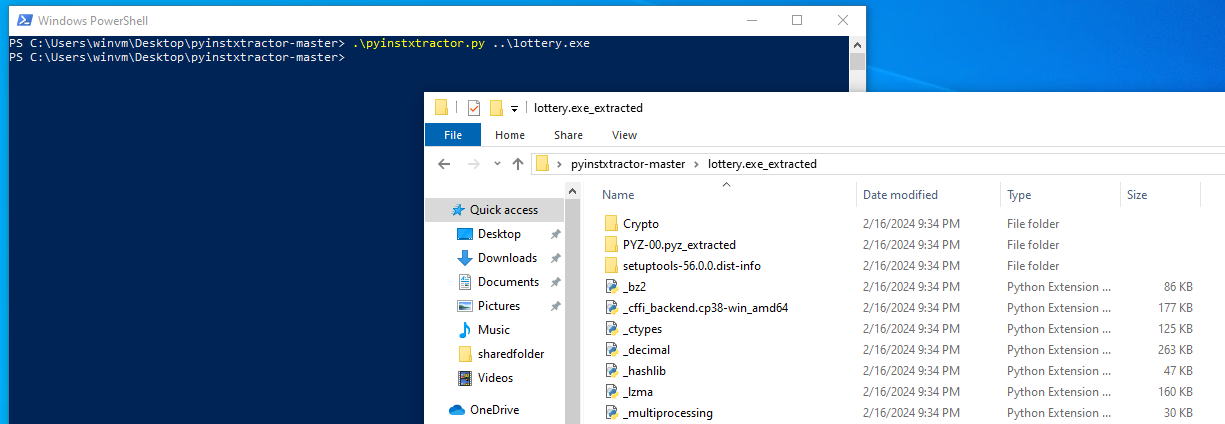 Windows PowerShell
PS C:\Users\winvm\Desktop\pyinstxtractor-master> .\pyinstxtractor.py ..\lottery.exe
PS C:\Users\winvm\Desktop\pyinstxtractor-master>
lottery.exe_extracted
File Home Share View
pyinstxtractor-master > lottery.exe_extracted
Name Date modified Type Size
Quick access
Desktop
Downloads
Documents
Pictures
Music
sharedfolder
Videos
OneDrive
Crypto 2/16/2024 9:34 PM File folder
PYZ-00.pyz_extracted 2/16/2024 9:34 PM File folder
setuptools-56.0.0.dist-info 2/16/2024 9:34 PM File folder
_bz2 2/16/2024 9:34 PM Python Extension ... 86 KB
_cffi_backend.cp38-win_amd64 2/16/2024 9:34 PM Python Extension ... 177 KB
_ctypes 2/16/2024 9:34 PM Python Extension ... 125 KB
_decimal 2/16/2024 9:34 PM Python Extension ... 263 KB
_hashlib 2/16/2024 9:34 PM Python Extension ... 47 KB
_lzma 2/16/2024 9:34 PM Python Extension ... 160 KB
_multiprocessing 2/16/2024 9:34 PM Python Extension ... 30 KB